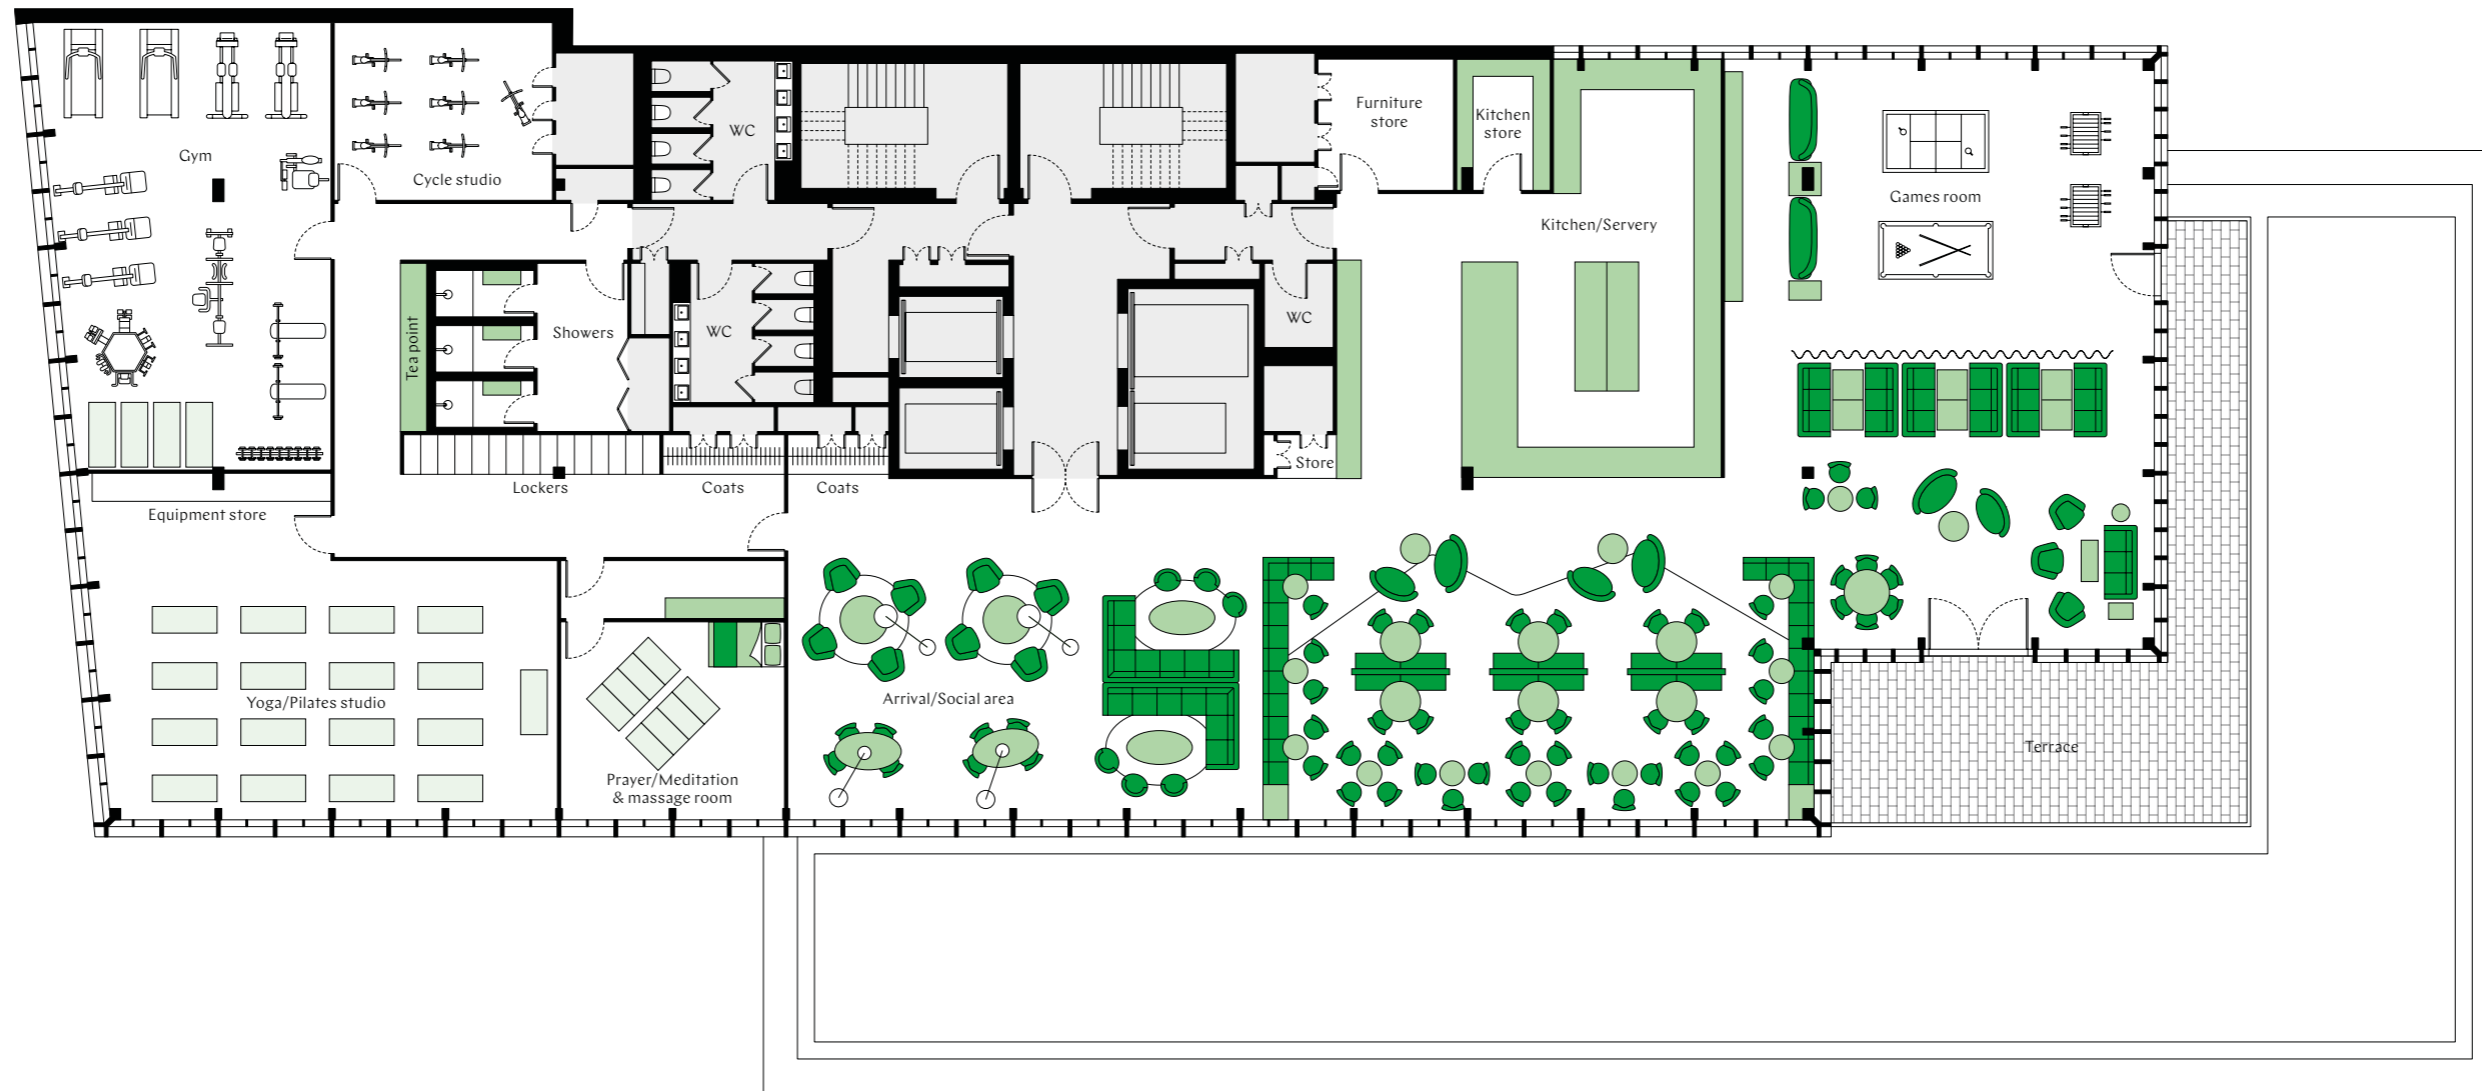 Gym
Cycle studio
WC
Furniture
store
Kitchen
store
Games room
Kitchen/Servery
Tea point
Showers
WC
WC
Store
Lockers
Coats
Coats
Equipment store
Yoga/Pilates studio
Prayer/Meditation
& massage room
Arrival/Social area
Terrace